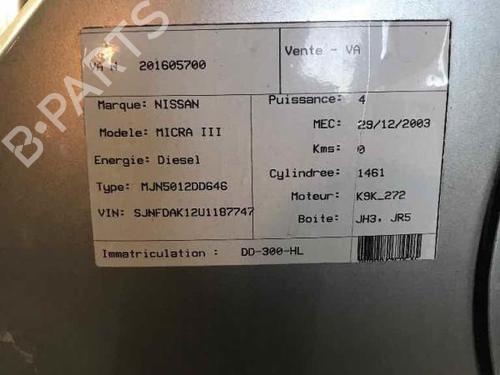 B-PARTS
VA N 201605700
Vente - VA
Marque: NISSAN
Puissance: 4
Modele: MICRA III
MEC: 29/12/2003
Energie: Diesel
Kms: 0
Type: MJN5012DD646
Cylindree: 1461
Moteur: K9K_272
VIN: SJNFDAK12U1187747
Boite: JH3, JR5
Immatriculation : DD-300-HL